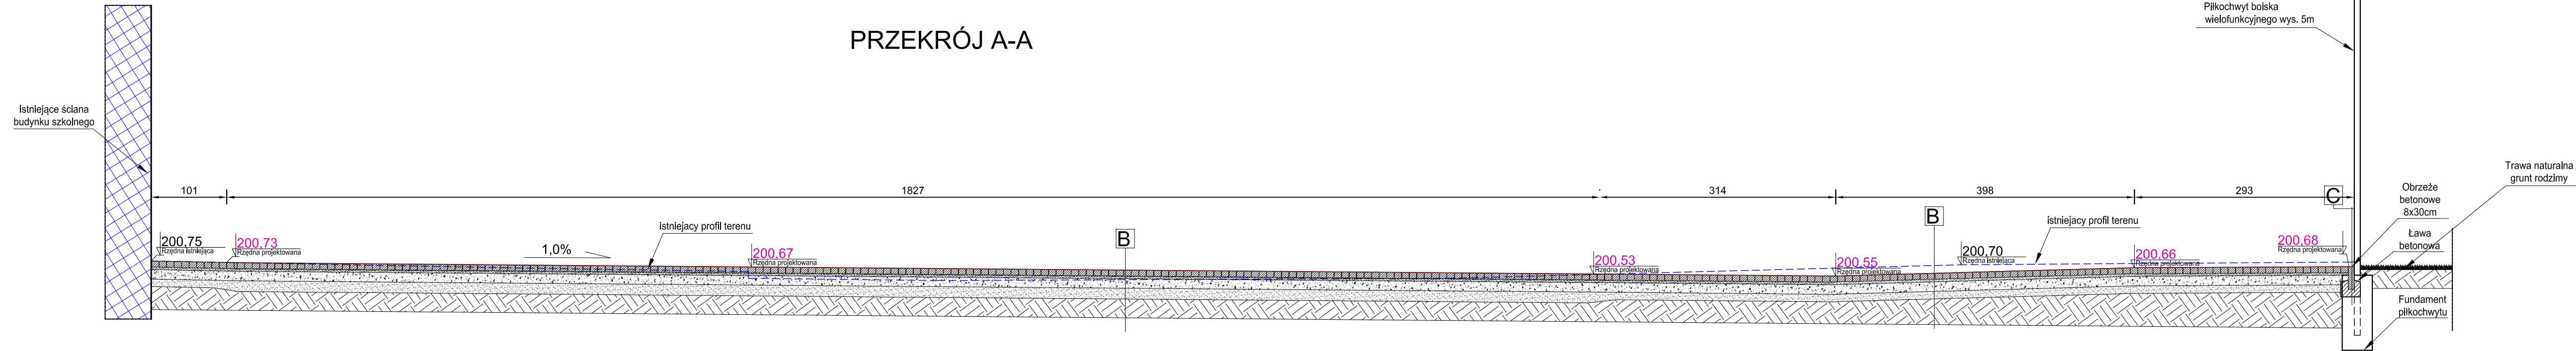 PRZEKRÓJ A-A
Piłkochwyt boiska
wielofunkcyjnego wys. 5m
Istniejące ściana
budynku szkolnego
101
1827
314
398
293
C
Trawa naturalna
grunt rodzimy
Obrzeże
betonowe
8x30cm
Ława
betonowa
200,75
Rzędna istniejąca
200,73
Rzędna projektowana
1,0%
istniejacy profil terenu
200,67
Rzędna projektowana
B
200,53
Rzędna projektowana
200,55
Rzędna projektowana
B
200,70
Rzędna istniejąca
istniejacy profil terenu
200,66
Rzędna projektowana
200,68
Rzędna projektowana
Fundament
piłkochwytu